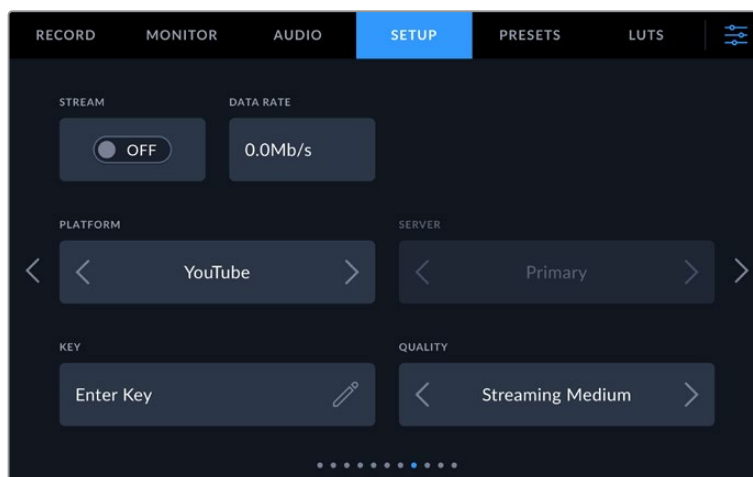 RECORD MONITOR AUDIO SETUP PRESETS LUTS
STREAM DATA RATE
OFF 0.0Mb/s
PLATFORM SERVER
YouTube Primary
KEY QUALITY
Enter Key Streaming Medium